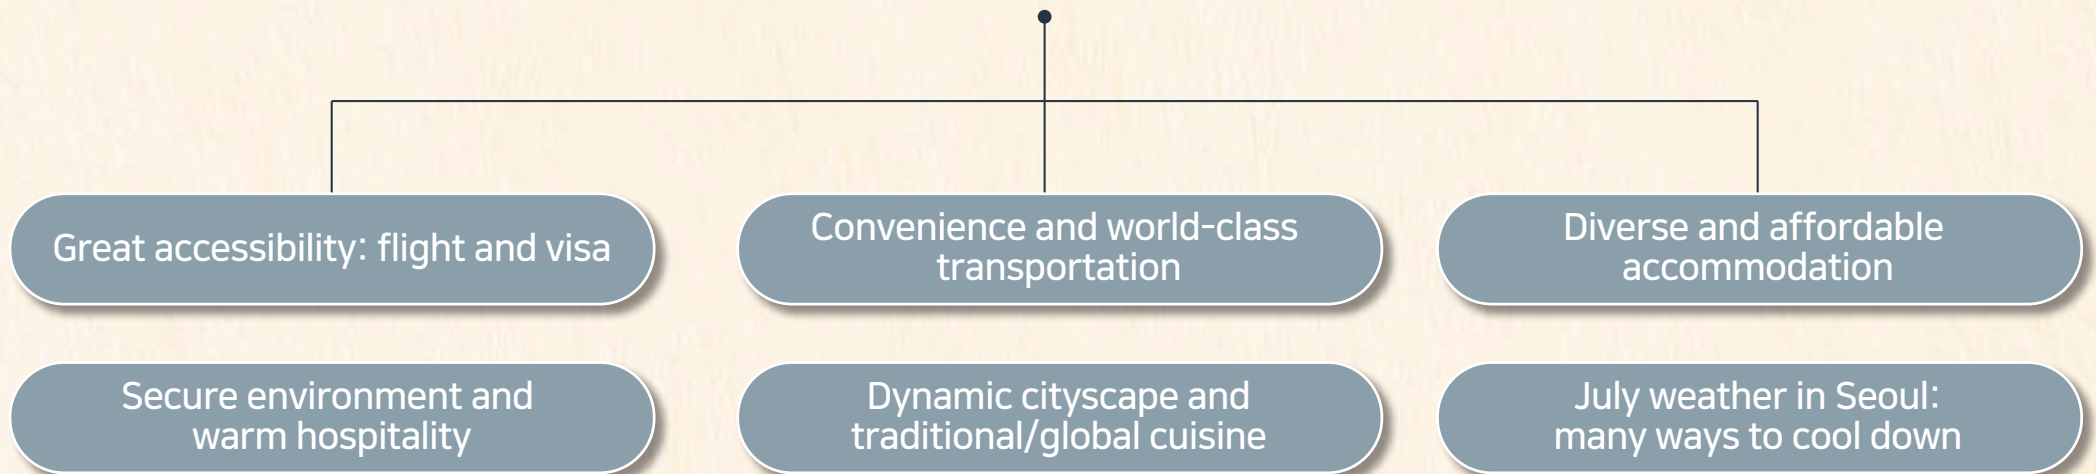 Great accessibility: flight and visa
Convenience and world-class
transportation
Diverse and affordable
accommodation
Secure environment and
warm hospitality
Dynamic cityscape and
traditional/global cuisine
July weather in Seoul:
many ways to cool down